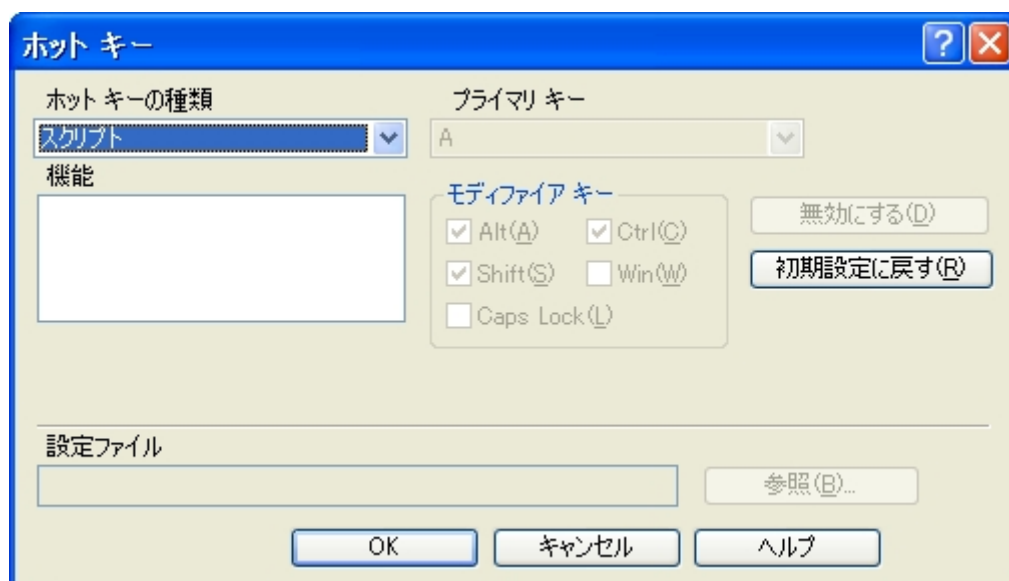 ホット キー
ホット キーの種類
プライマリ キー
スクリプト
A
機能
モディファイア キー
Alt(A)
Ctrl(C)
無効にする(D)
Shift(S)
Win(W)
初期設定に戻す(R)
Caps Lock(L)
設定ファイル
参照(B)...
OK
キャンセル
ヘルプ